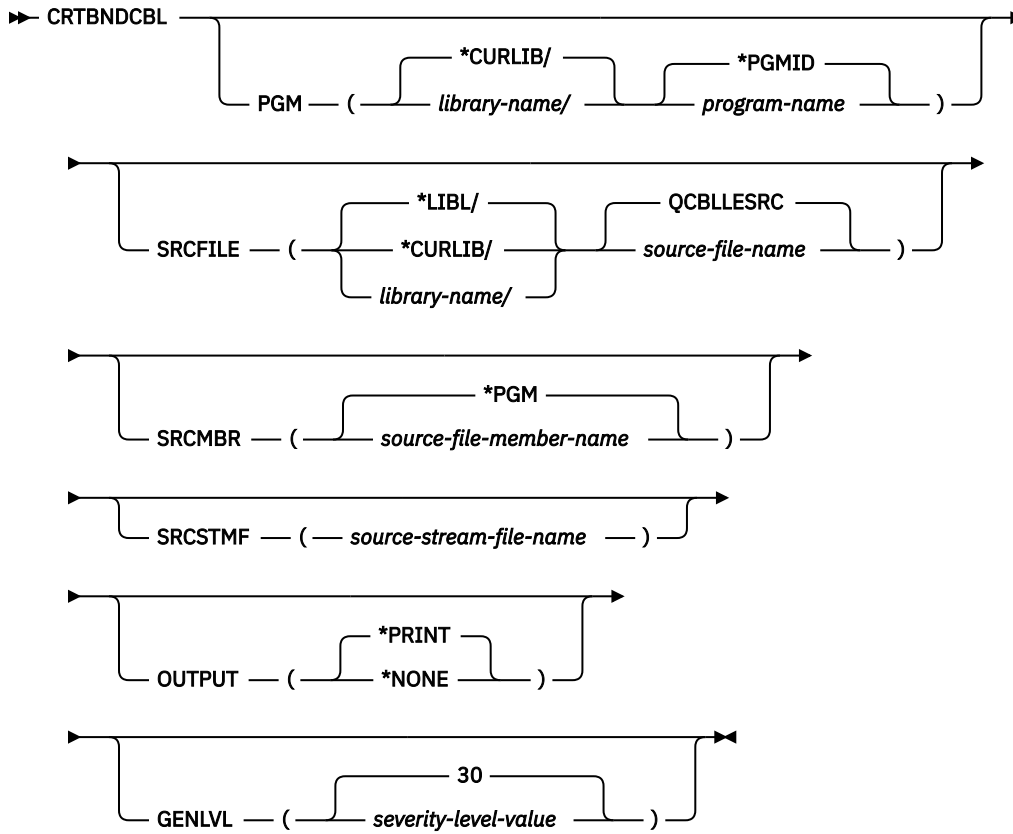 CRTBNDCBL
*CURLIB/ *PGMID
PGM ( library-name/ program-name )
*LIBL/ QCBLLESRC
SRCFILE ( *CURLIB/ source-file-name )
library-name/
*PGM
SRCMBR ( source-file-member-name )
SRCSTMF ( source-stream-file-name )
*PRINT
OUTPUT ( *NONE )
30
GENLVL ( severity-level-value )